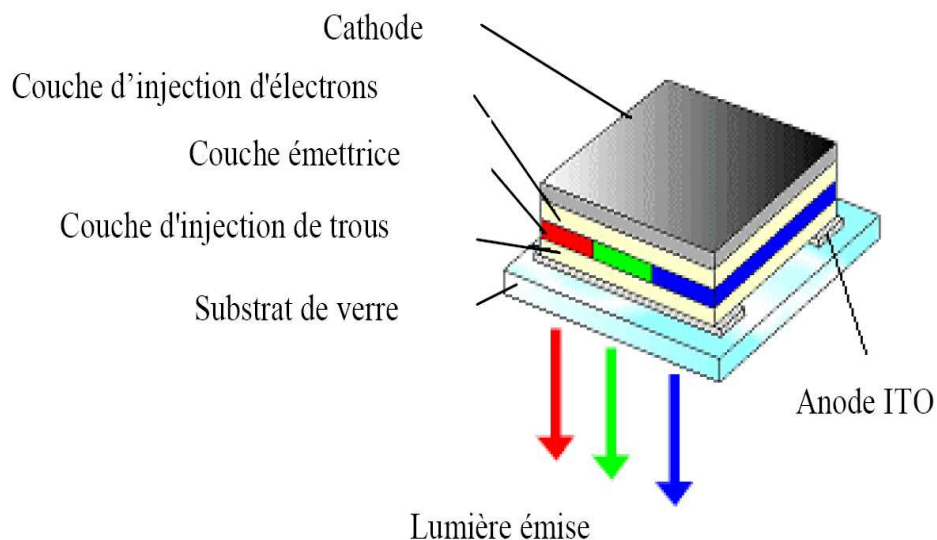 Cathode
Couche d’injection d'électrons
Couche émettrice
Couche d'injection de trous
Substrat de verre
Anode ITO
Lumière émise